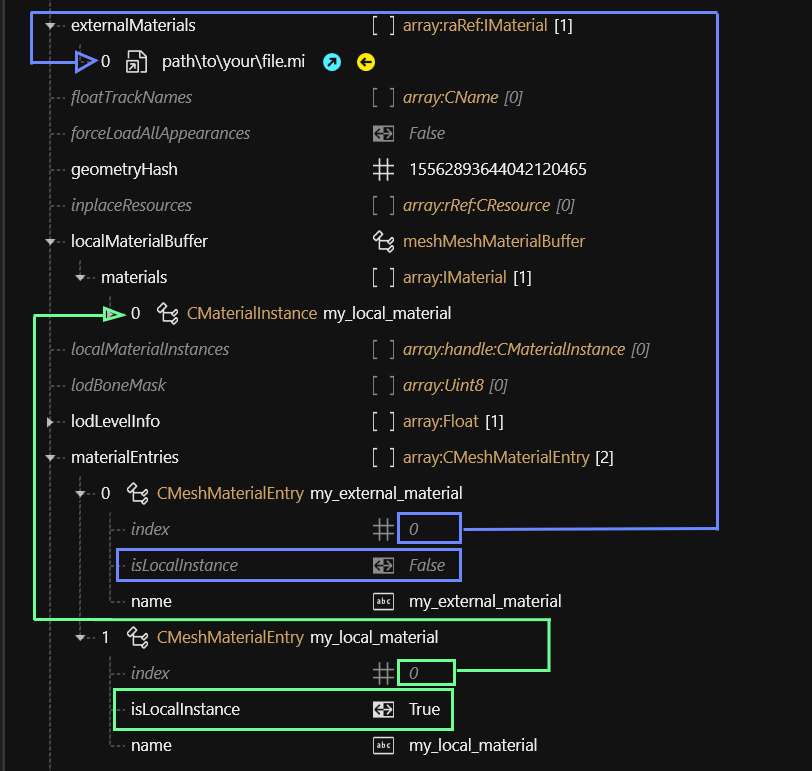 externalMaterials [ ] array:raRef:IMaterial [1]
0 path\to\your\file.mi
floatTrackNames [ ] array:CName [0]
forceLoadAllAppearances False
geometryHash # 15562893644042120465
inplaceResources [ ] array:rRef:CResource [0]
localMaterialBuffer meshMeshMaterialBuffer
materials [ ] array:IMaterial [1]
0 CMaterialInstance my_local_material
localMaterialInstances [ ] array:handle:CMaterialInstance [0]
lodBoneMask [ ] array:Uint8 [0]
lodLevelInfo [ ] array:Float [1]
materialEntries [ ] array:CMeshMaterialEntry [2]
0 CMeshMaterialEntry my_external_material
index # 0
isLocalInstance False
name abc my_external_material
1 CMeshMaterialEntry my_local_material
index # 0
isLocalInstance True
name abc my_local_material